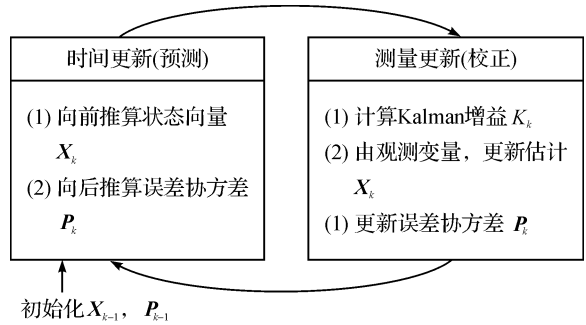 时间更新(预测)
(1) 向前推算状态向量
X_k
(2) 向后推算误差协方差
P_k
测量更新(校正)
(1) 计算Kalman增益 K_k
(2) 由观测变量，更新估计
X_k
(1) 更新误差协方差 P_k
初始化 X_{k-1}， P_{k-1}